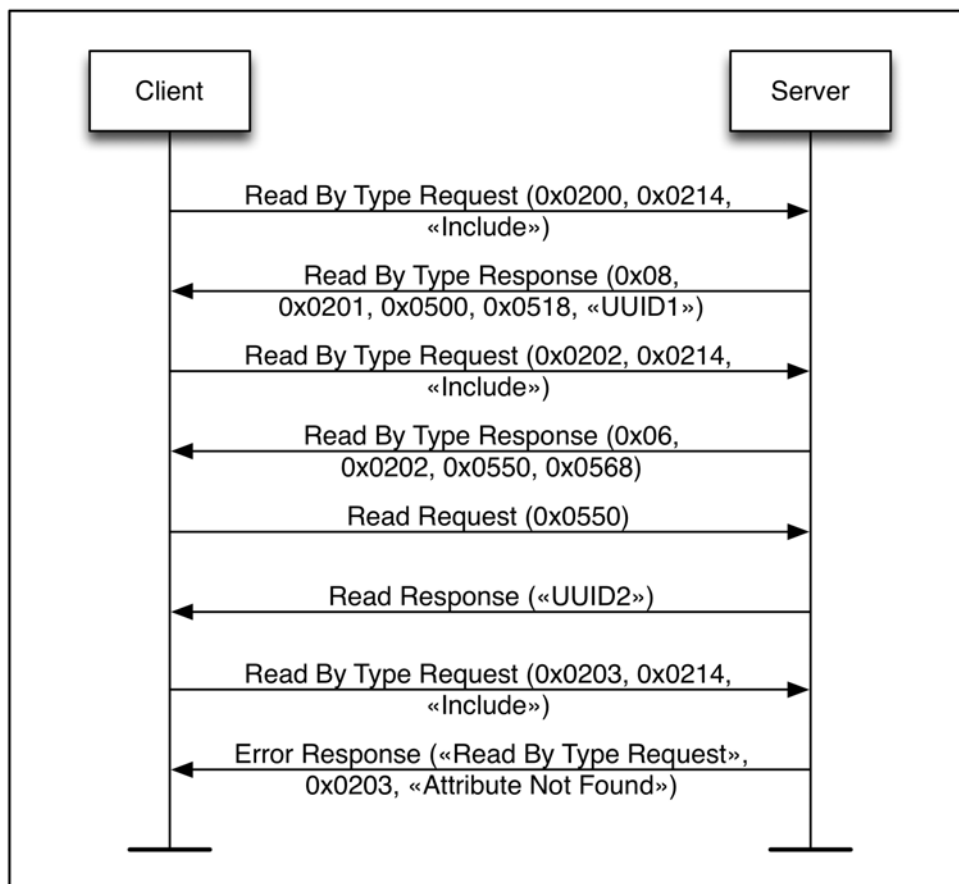 Client
Server
Read By Type Request (0x0200, 0x0214,
«Include»)
Read By Type Response (0x08,
0x0201, 0x0500, 0x0518, «UUID1»)
Read By Type Request (0x0202, 0x0214,
«Include»)
Read By Type Response (0x06,
0x0202, 0x0550, 0x0568)
Read Request (0x0550)
Read Response («UUID2»)
Read By Type Request (0x0203, 0x0214,
«Include»)
Error Response («Read By Type Request»,
0x0203, «Attribute Not Found»)